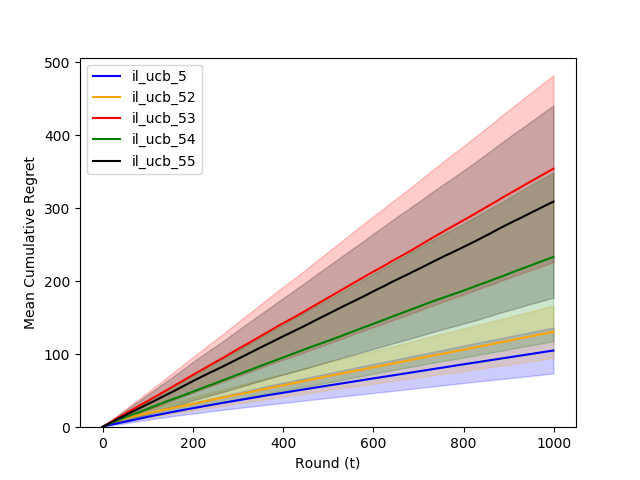 500
400
300
200
100
0
Mean Cumulative Regret
il_ucb_5
il_ucb_52
il_ucb_53
il_ucb_54
il_ucb_55
0 200 400 600 800 1000
Round (t)